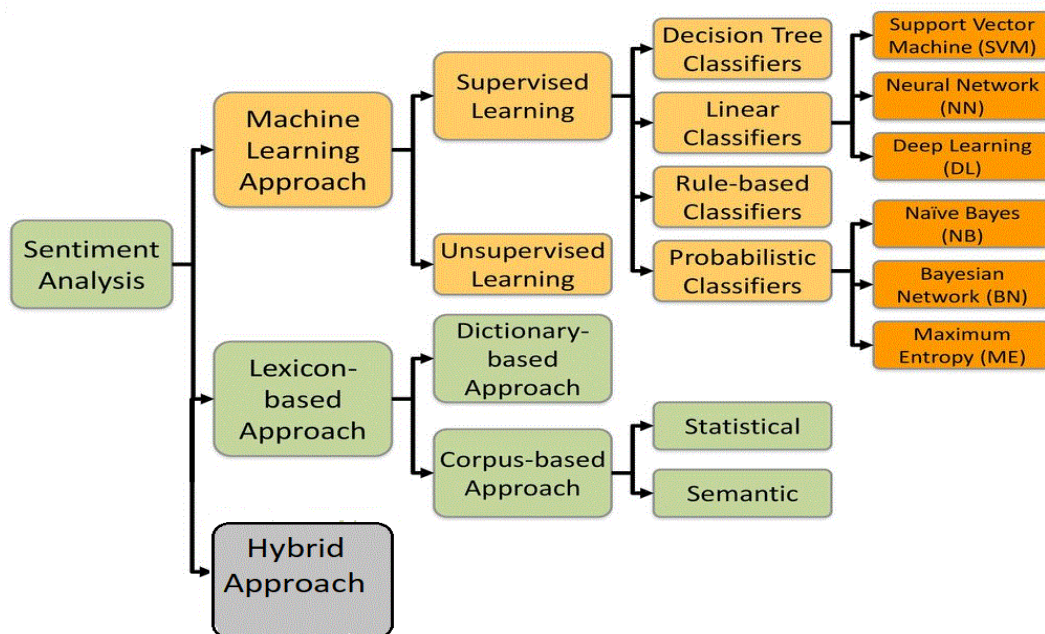 Sentiment
Analysis
Machine
Learning
Approach
Lexicon-
based
Approach
Hybrid
Approach
Supervised
Learning
Unsupervised
Learning
Dictionary-
based
Approach
Corpus-based
Approach
Decision Tree
Classifiers
Linear
Classifiers
Rule-based
Classifiers
Probabilistic
Classifiers
Statistical
Semantic
Support Vector
Machine (SVM)
Neural Network
(NN)
Deep Learning
(DL)
Naïve Bayes
(NB)
Bayesian
Network (BN)
Maximum
Entropy (ME)